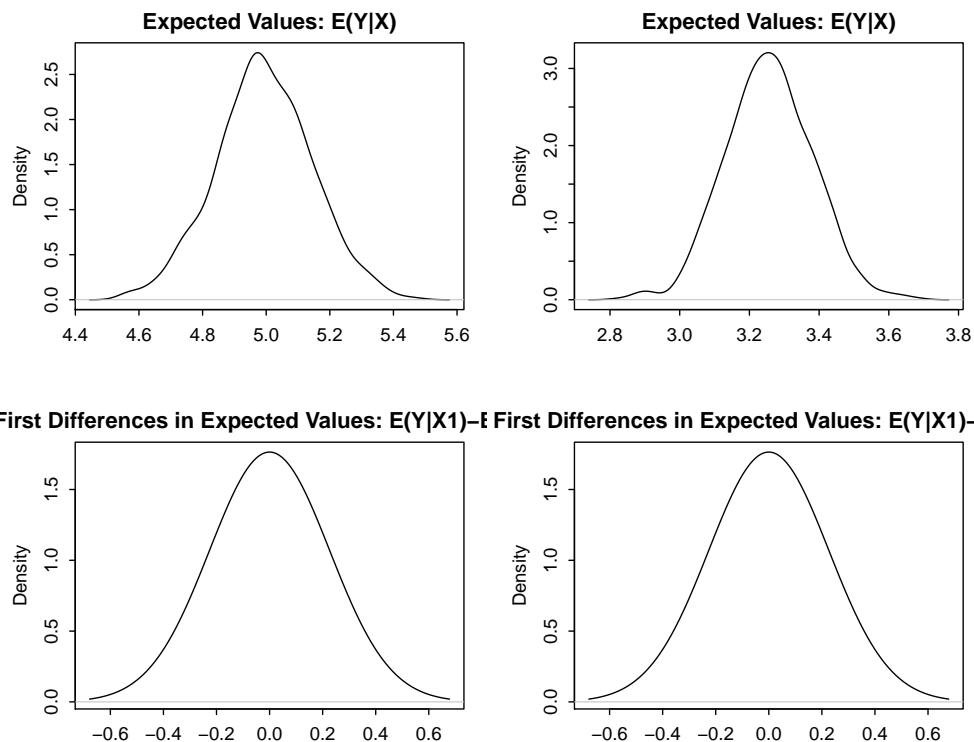 Expected Values: E(Y|X)
Density
0.0 0.5 1.0 1.5 2.0 2.5
4.4 4.6 4.8 5.0 5.2 5.4 5.6
Expected Values: E(Y|X)
Density
0.0 1.0 2.0 3.0
2.8 3.0 3.2 3.4 3.6 3.8
First Differences in Expected Values: E(Y|X1)−E
Density
0.0 0.5 1.0 1.5
−0.6 −0.4 −0.2 0.0 0.2 0.4 0.6
First Differences in Expected Values: E(Y|X1)−
Density
0.0 0.5 1.0 1.5
−0.6 −0.4 −0.2 0.0 0.2 0.4 0.6